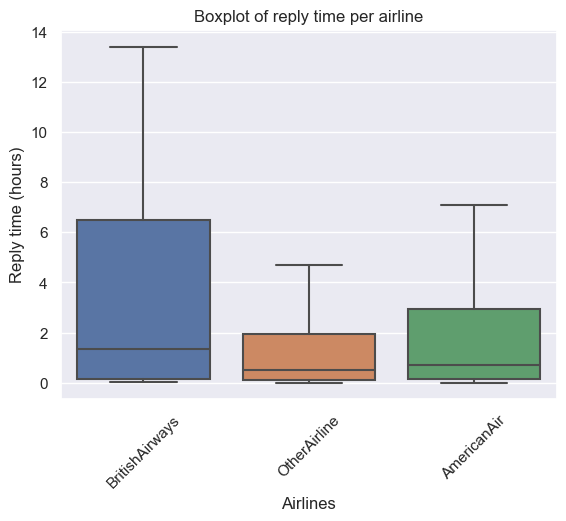 Boxplot of reply time per airline
14
12
10
8
6
4
2
0
Reply time (hours)
BritishAirways
OtherAirline
AmericanAir
Airlines